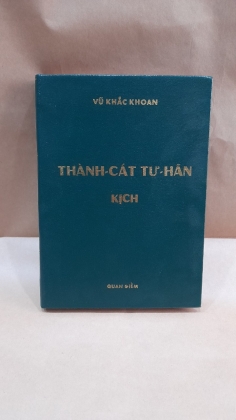 VŨ KHẮC KHOAN
THÀNH-CÁT TƯ-HÃN
KỊCH
QUAN ĐIỂM